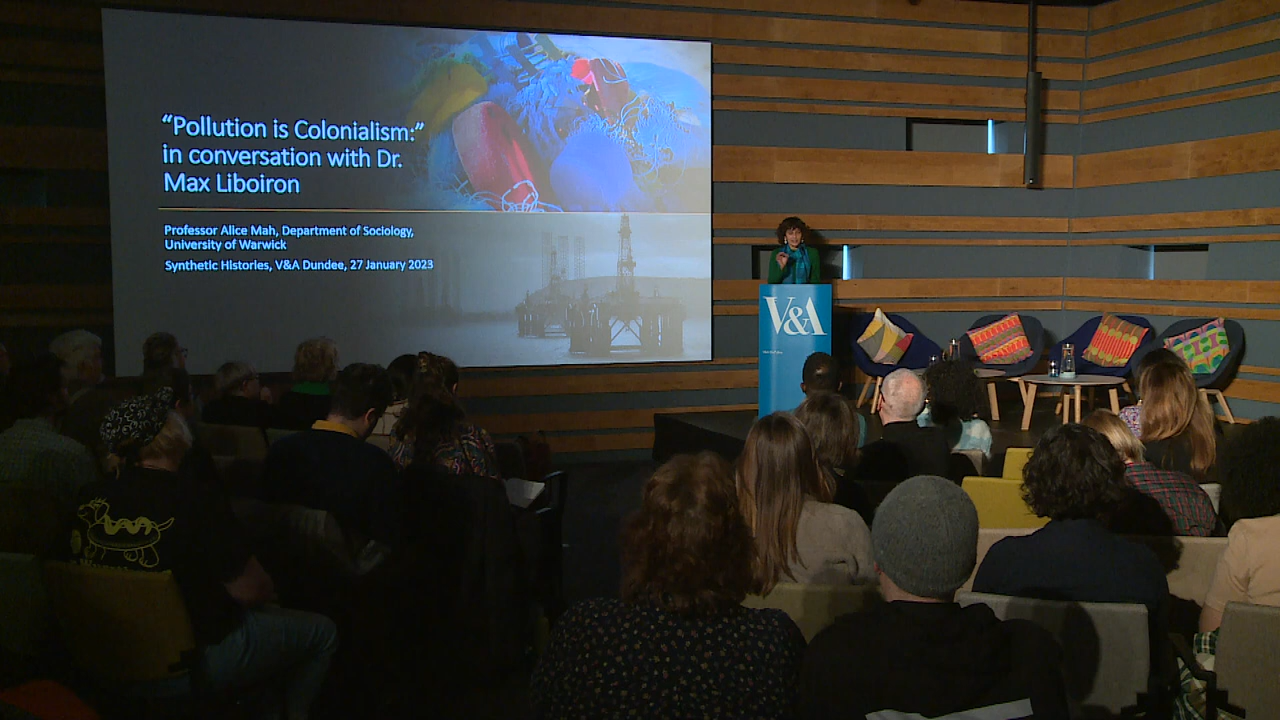 “Pollution is Colonialism:”
in conversation with Dr.
Max Liboiron
Professor Alice Mah, Department of Sociology,
University of Warwick
Synthetic Histories, V&A Dundee, 27 January 2023
V&A